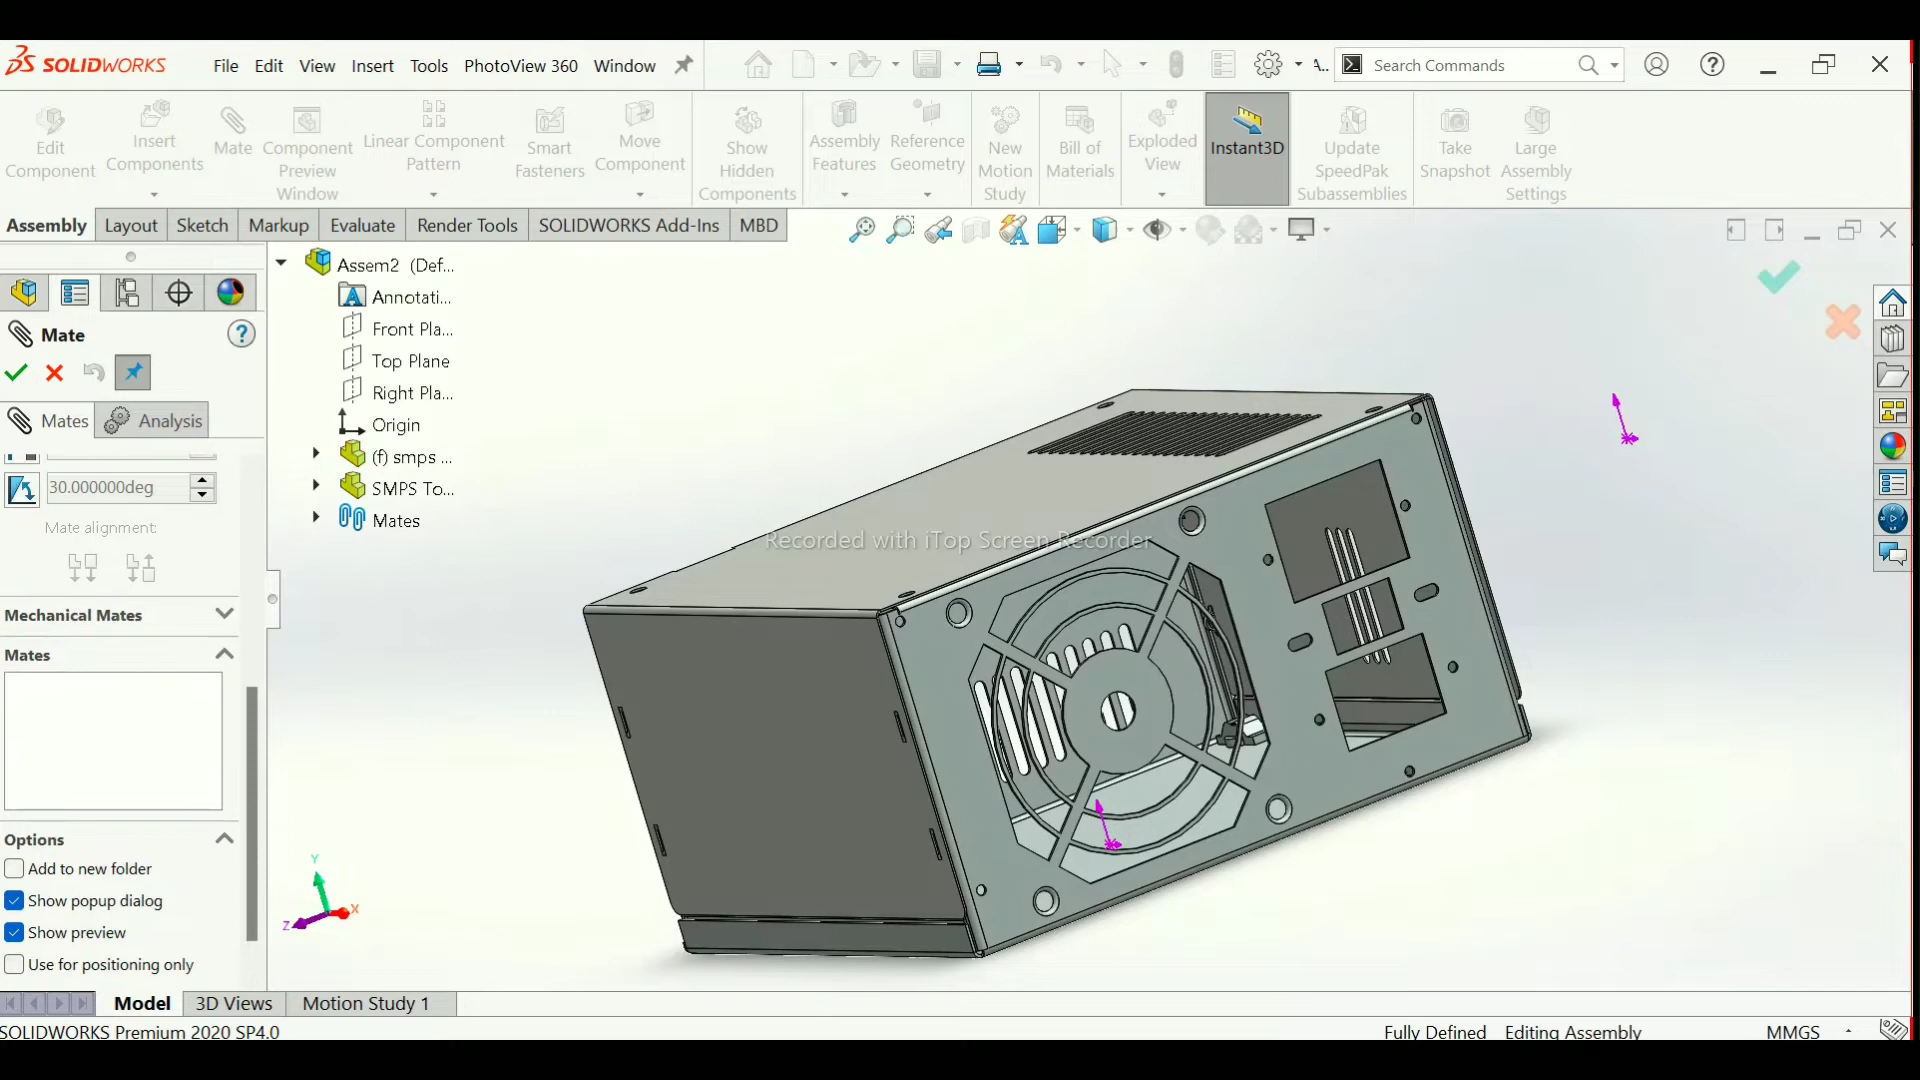 SOLIDWORKS File Edit View Insert Tools PhotoView 360 Window A.. Search Commands
Edit Component
Insert Components
Mate
Component Preview Window
Linear Component Pattern
Smart Fasteners
Move Component
Show Hidden Components
Assembly Features
Reference Geometry
New Motion Study
Bill of Materials
Exploded View
Instant3D
Update SpeedPak Subassemblies
Take Snapshot
Large Assembly Settings
Assembly Layout Sketch Markup Evaluate Render Tools SOLIDWORKS Add-Ins MBD
Assem2 (Def...
Annotati...
Front Pla...
Top Plane
Right Pla...
Origin
(f) smps ...
SMPS To...
Mates
Mate
Mates Analysis
30.000000deg
Mate alignment:
Mechanical Mates
Mates
Options
Add to new folder
Show popup dialog
Show preview
Use for positioning only
Recorded with iTop Screen Recorder
Y
X
Z
Model 3D Views Motion Study 1
SOLIDWORKS Premium 2020 SP4.0 Fully Defined Editing Assembly MMGS